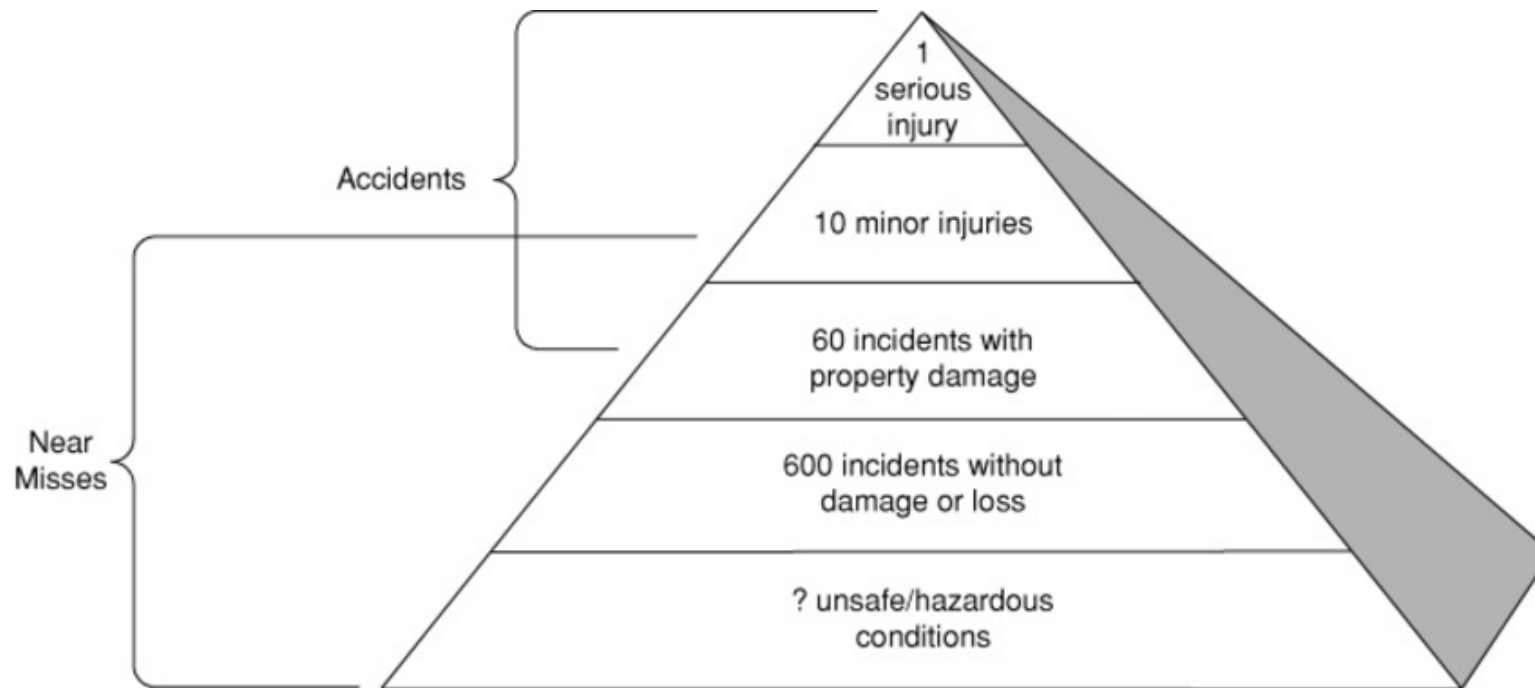 1
serious
injury
Accidents
10 minor injuries
60 incidents with
property damage
Near
Misses
600 incidents without
damage or loss
? unsafe/hazardous
conditions